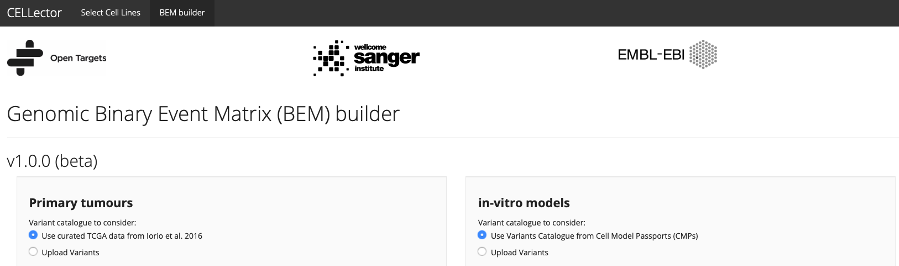 CELLector Select Cell Lines BEM builder
Open Targets
wellcome
sanger
institute
EMBL-EBI
Genomic Binary Event Matrix (BEM) builder
v1.0.0 (beta)
Primary tumours
Variant catalogue to consider:
Use curated TCGA data from Iorio et al. 2016
Upload Variants
in-vitro models
Variant catalogue to consider:
Use Variants Catalogue from Cell Model Passports (CMPs)
Upload Variants